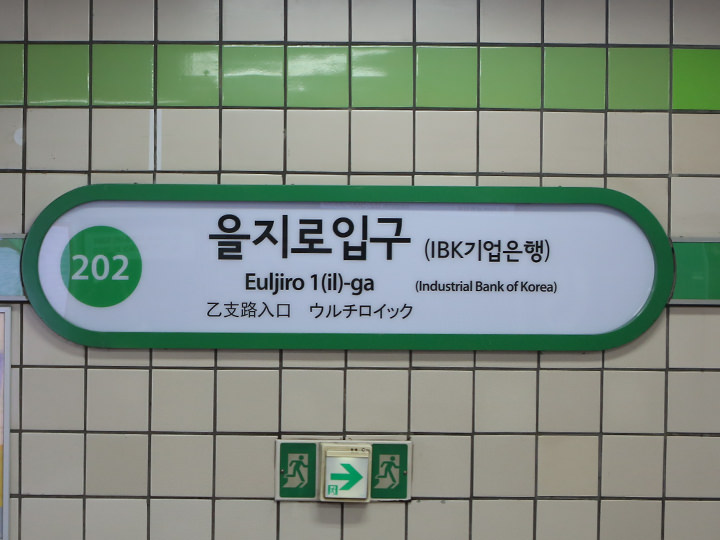 202
을지로입구 (IBK기업은행)
Euljiro 1(il)-ga (Industrial Bank of Korea)
乙支路入口 ウルチロイック